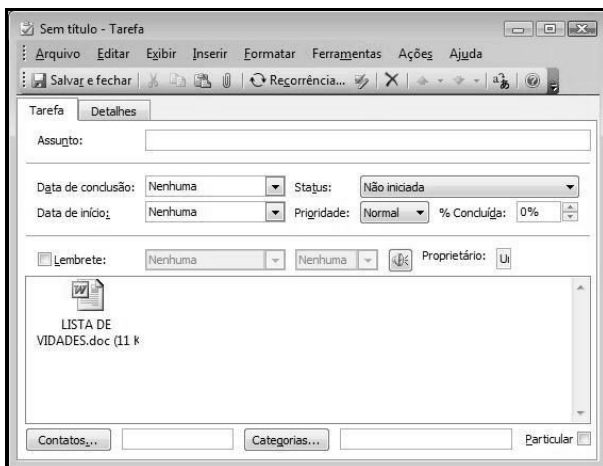 Sem título - Tarefa
Arquivo Editar Exibir Inserir Formatar Ferramentas Ações Ajuda
Salvar e fechar Recorrência...
Tarefa Detalhes
Assunto:
Data de conclusão: Nenhuma Status: Não iniciada
Data de início: Nenhuma Prioridade: Normal % Concluída: 0%
Lembrete: Nenhuma Nenhuma Proprietário:
LISTA DE
VIDADES.doc (11 K
Contatos... Categorias... Particular